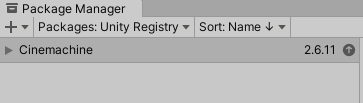 Package Manager
+ Packages: Unity Registry Sort: Name ↓
Cinemachine 2.6.11